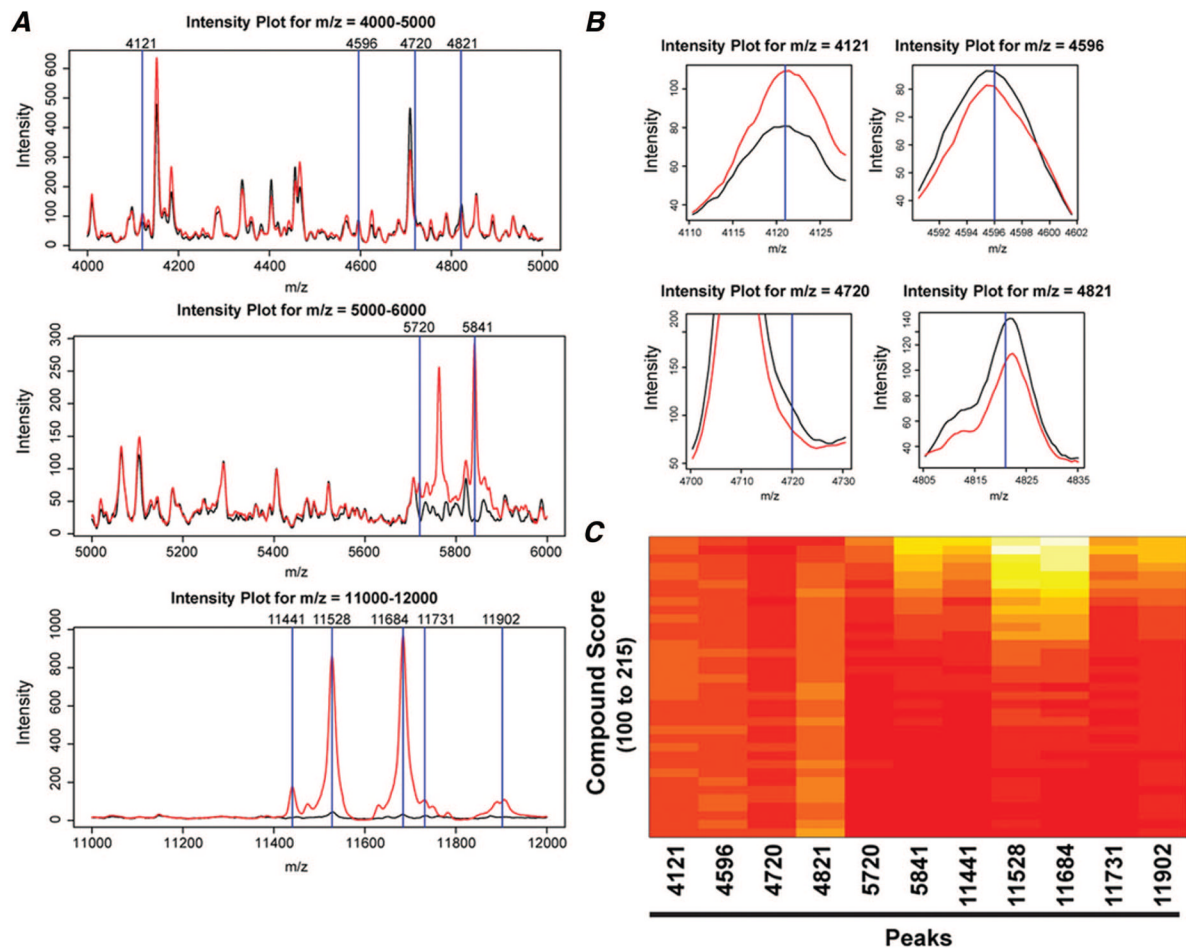 A
Intensity Plot for m/z = 4000-5000
4121 4596 4720 4821
Intensity
0 100 200 300 400 500 600
4000 4200 4400 4600 4800 5000
m/z
Intensity Plot for m/z = 5000-6000
5720 5841
Intensity
0 50 100 150 200 250 300
5000 5200 5400 5600 5800 6000
m/z
Intensity Plot for m/z = 11000-12000
11441 11528 11684 11731 11902
Intensity
0 200 400 600 800 1000
11000 11200 11400 11600 11800 12000
m/z
B
Intensity Plot for m/z = 4121
Intensity
40 60 80 100
4110 4115 4120 4125
m/z
Intensity Plot for m/z = 4596
Intensity
40 50 60 70 80
4592 4594 4596 4598 4600 4602
m/z
Intensity Plot for m/z = 4720
Intensity
50 100 150 200
4700 4710 4720 4730
m/z
Intensity Plot for m/z = 4821
Intensity
40 60 80 100 120 140
4805 4815 4825 4835
m/z
C
Compound Score
(100 to 215)
4121 4596 4720 4821 5720 5841 11441 11528 11684 11731 11902
Peaks